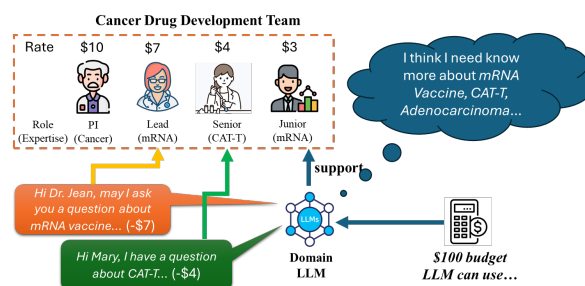 Cancer Drug Development Team
Rate $10 $7 $4 $3
Role PI Lead Senior Junior
(Expertise) (Cancer) (mRNA) (CAT-T) (mRNA)
I think I need know
more about mRNA
Vaccine, CAT-T,
Adenocarcinoma...
support
Hi Dr. Jean, may I ask
you a question about
mRNA vaccine... (-$7)
Hi Mary, I have a question
about CAT-T... (-$4)
LLMs
Domain
LLM
$100 budget
LLM can use...